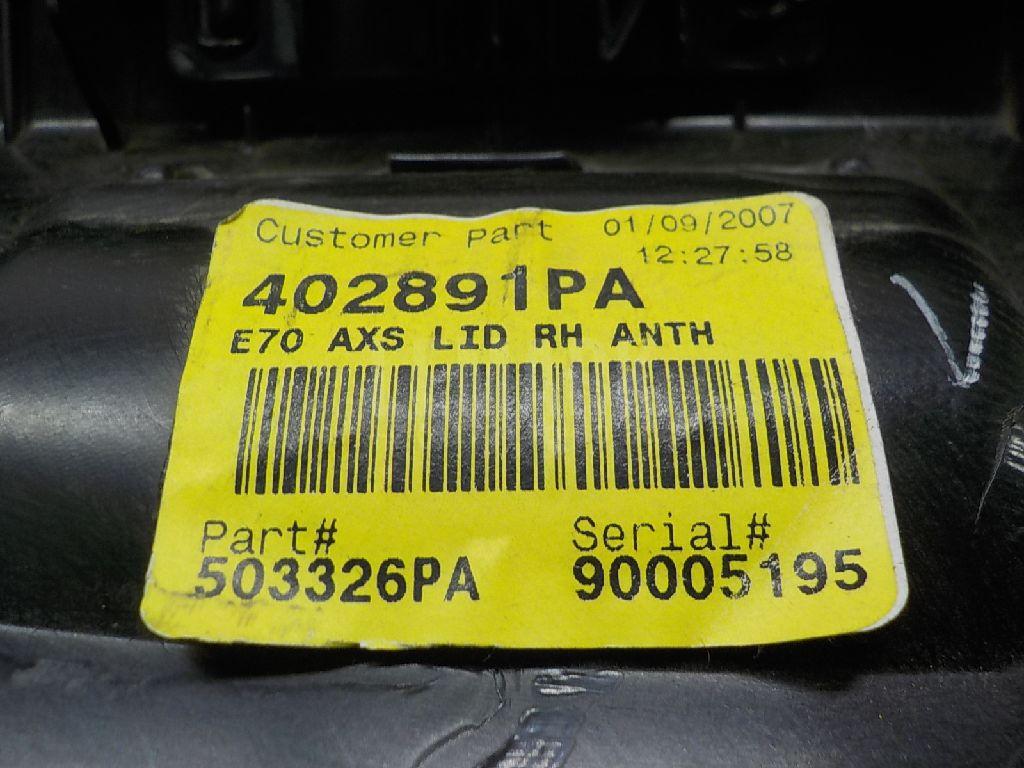 Customer part 01/09/2007
12:27:58
402891PA
E70 AXS LID RH ANTH
Part# Serial#
503326PA 90005195